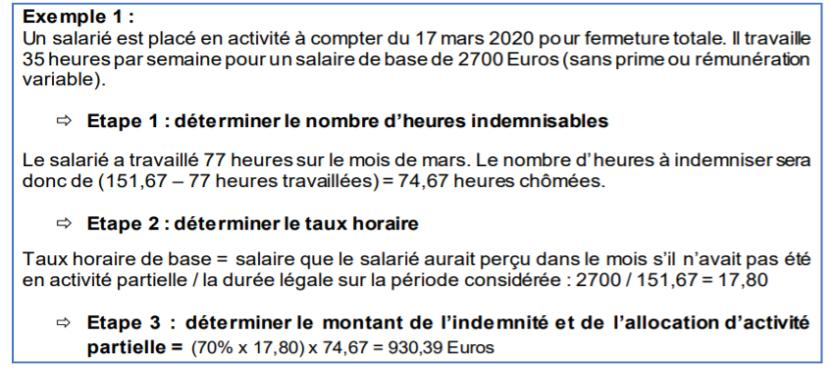 Exemple 1 :
Un salarié est placé en activité à compter du 17 mars 2020 pour fermeture totale. Il travaille
35 heures par semaine pour un salaire de base de 2700 Euros (sans prime ou rémunération
variable).
⇨ Etape 1 : déterminer le nombre d'heures indemnisables
Le salarié a travaillé 77 heures sur le mois de mars. Le nombre d'heures à indemniser sera
donc de (151,67 – 77 heures travaillées) = 74,67 heures chômées.
⇨ Etape 2 : déterminer le taux horaire
Taux horaire de base = salaire que le salarié aurait perçu dans le mois s'il n'avait pas été
en activité partielle / la durée légale sur la période considérée : 2700 / 151,67 = 17,80
⇨ Etape 3 : déterminer le montant de l'indemnité et de l'allocation d'activité
partielle = (70% x 17,80) x 74,67 = 930,39 Euros